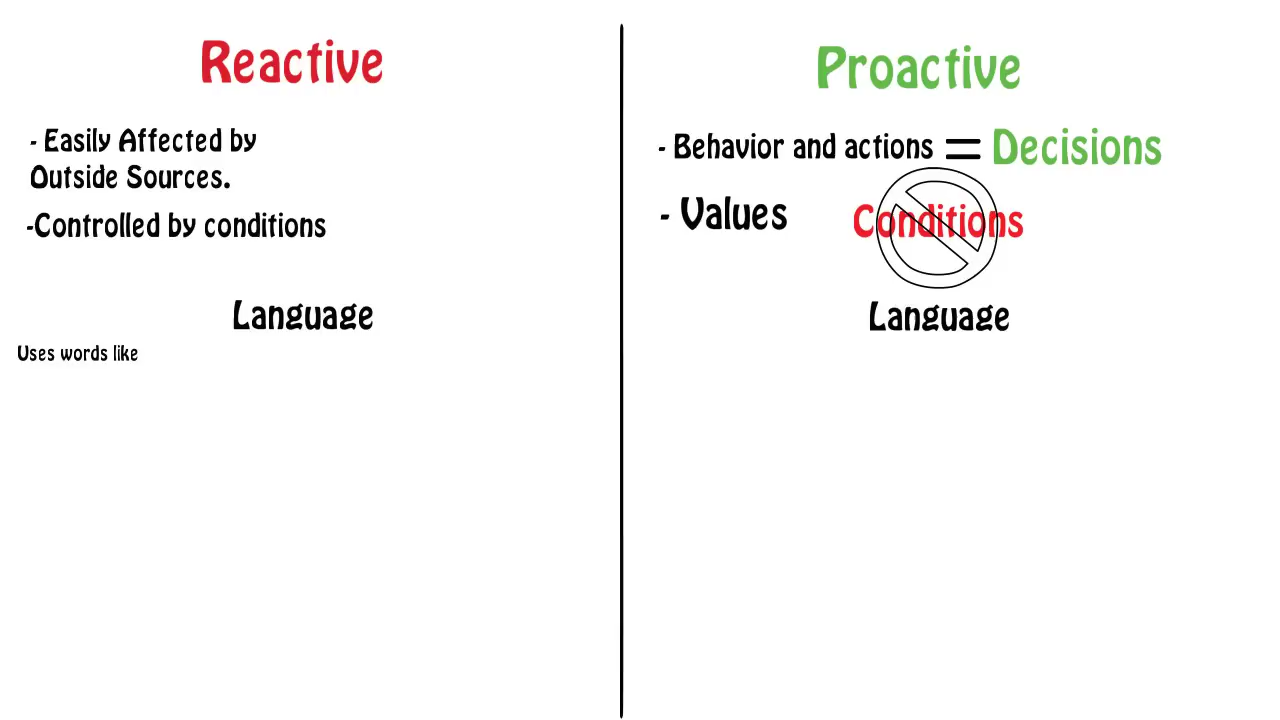 Reactive
- Easily Affected by
Outside Sources.
-Controlled by conditions
Language
Uses words like
Proactive
- Behavior and actions = Decisions
- Values Conditions
Language